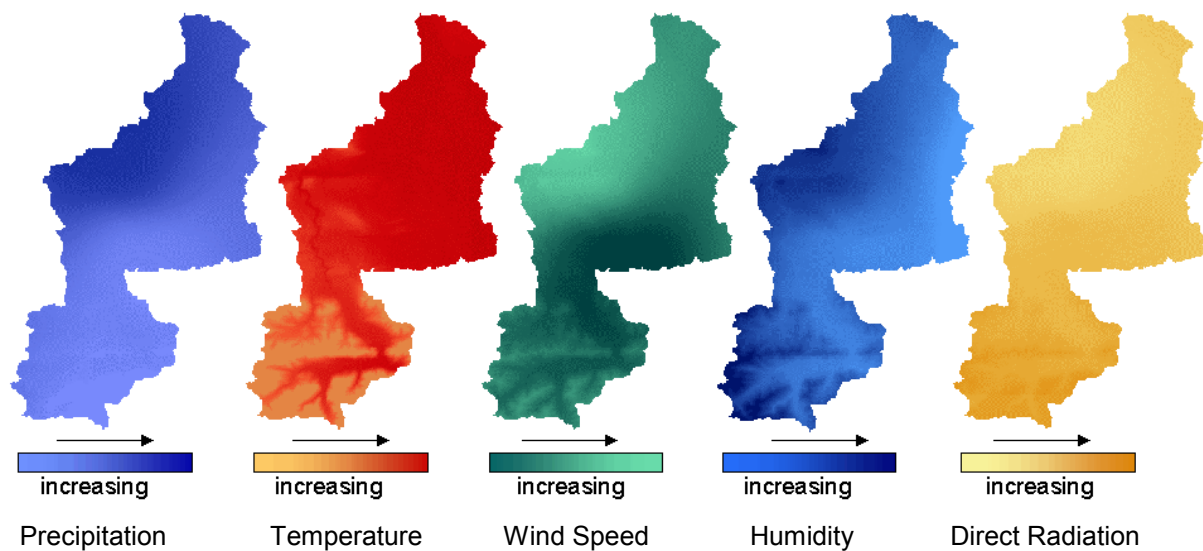 increasing increasing increasing increasing increasing
Precipitation Temperature Wind Speed Humidity Direct Radiation